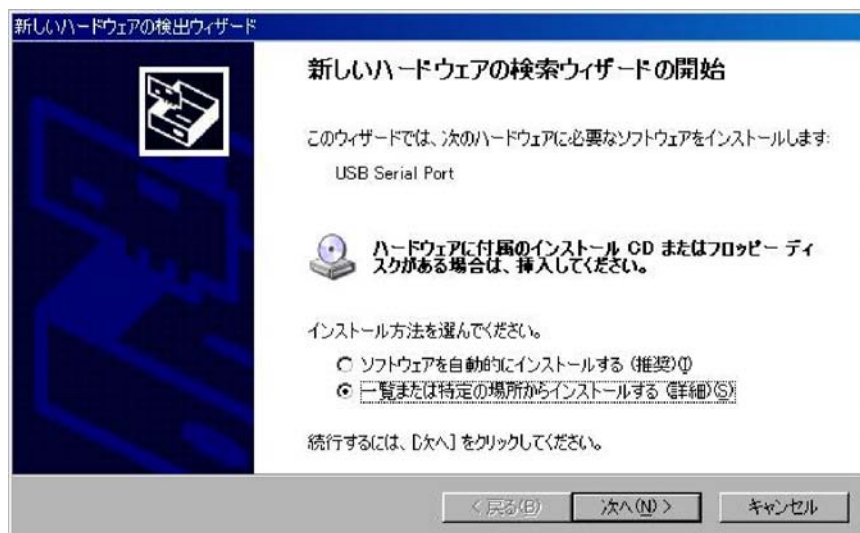 新しいハードウェアの検出ウィザード
新しいハードウェアの検索ウィザードの開始
このウィザードでは、次のハードウェアに必要なソフトウェアをインストールします:
USB Serial Port
ハードウェアに付属のインストール CD またはフロッピー ディ
スクがある場合は、挿入してください。
インストール方法を選んでください。
ソフトウェアを自動的にインストールする (推奨)(I)
一覧または特定の場所からインストールする (詳細)(S)
続行するには、[次へ] をクリックしてください。
< 戻る(B)
次へ(N) >
キャンセル